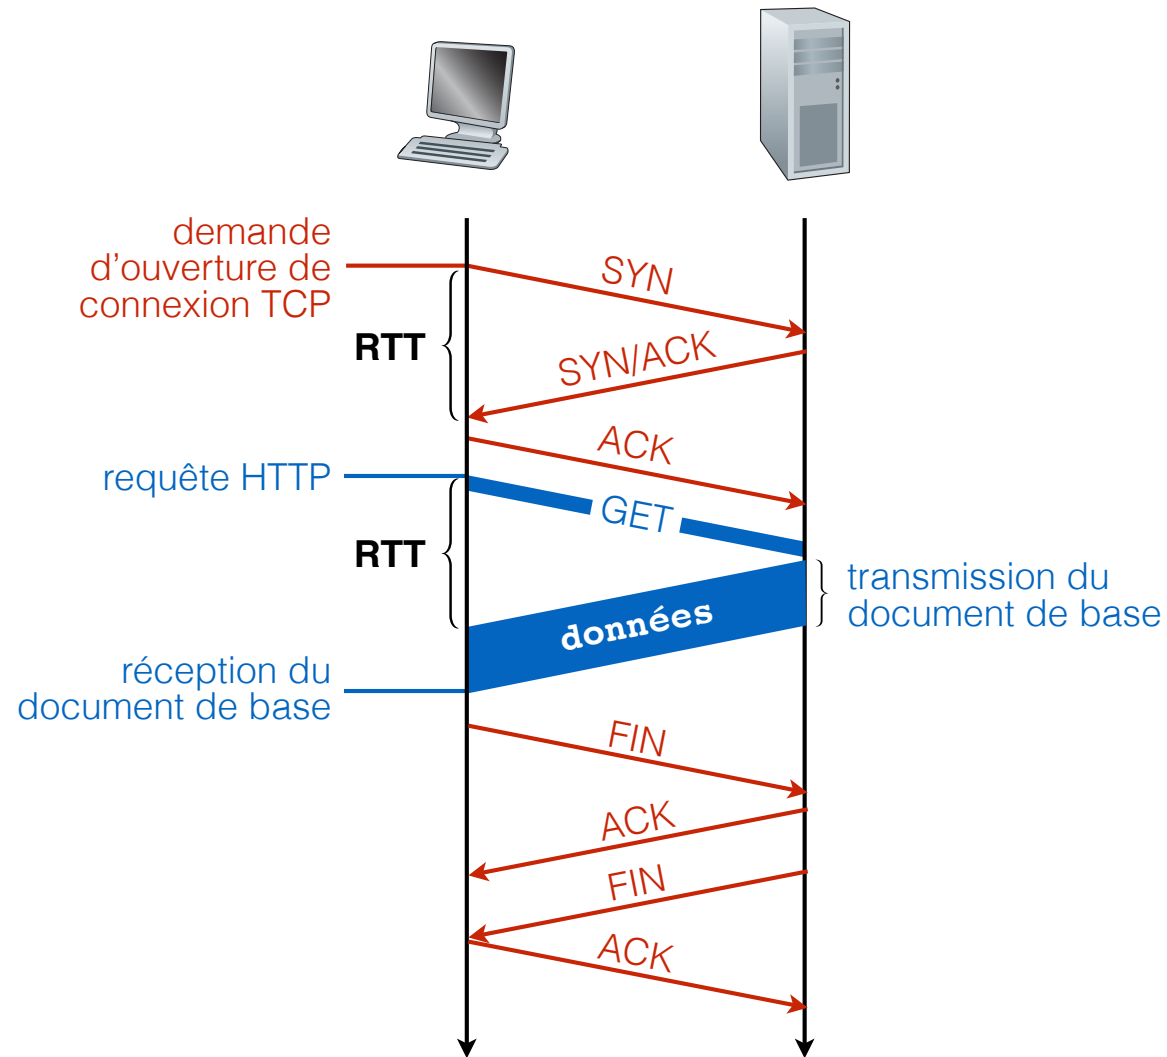 demande
d'ouverture de
connexion TCP
SYN
RTT
SYN/ACK
ACK
requête HTTP
GET
RTT
transmission du
document de base
données
réception du
document de base
FIN
ACK
FIN
ACK